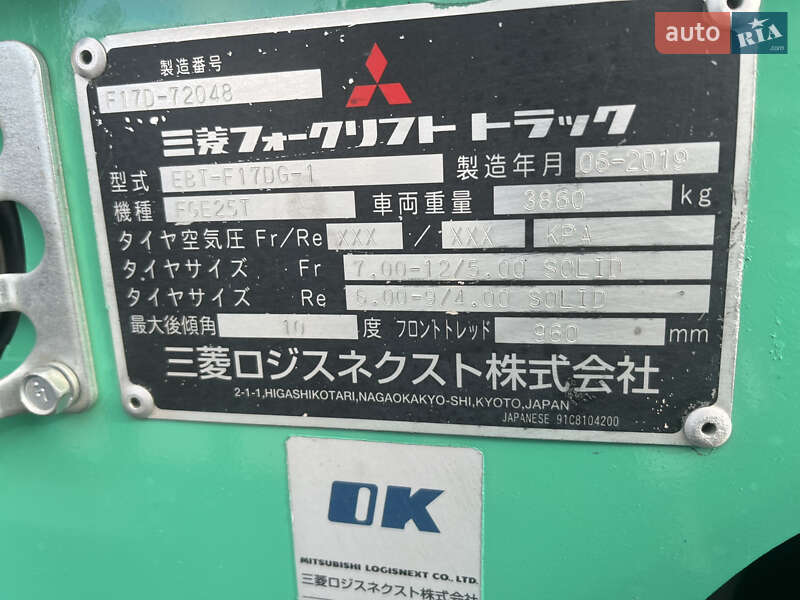 auto RIA.com
製造番号
F17D-72048
三菱フォークリフト トラック
型式 EBT-F17DG-1 製造年月 06-2019
機種 FGE25T 車両重量 3860 kg
タイヤ空気圧 Fr/Re XXX / XXX KPA
タイヤサイズ Fr 7.00-12/5.00 SOLID
タイヤサイズ Re 6.00-9/4.00 SOLID
最大後傾角 10 度 フロントトレッド 960 mm
三菱ロジスネクスト株式会社
2-1-1,HIGASHIKOTARI,NAGAOKAKYO-SHI,KYOTO,JAPAN
JAPANESE 91C8104200
OK
MITSUBISHI LOGISNEXT CO., LTD.
三菱ロジスネクスト株式会社